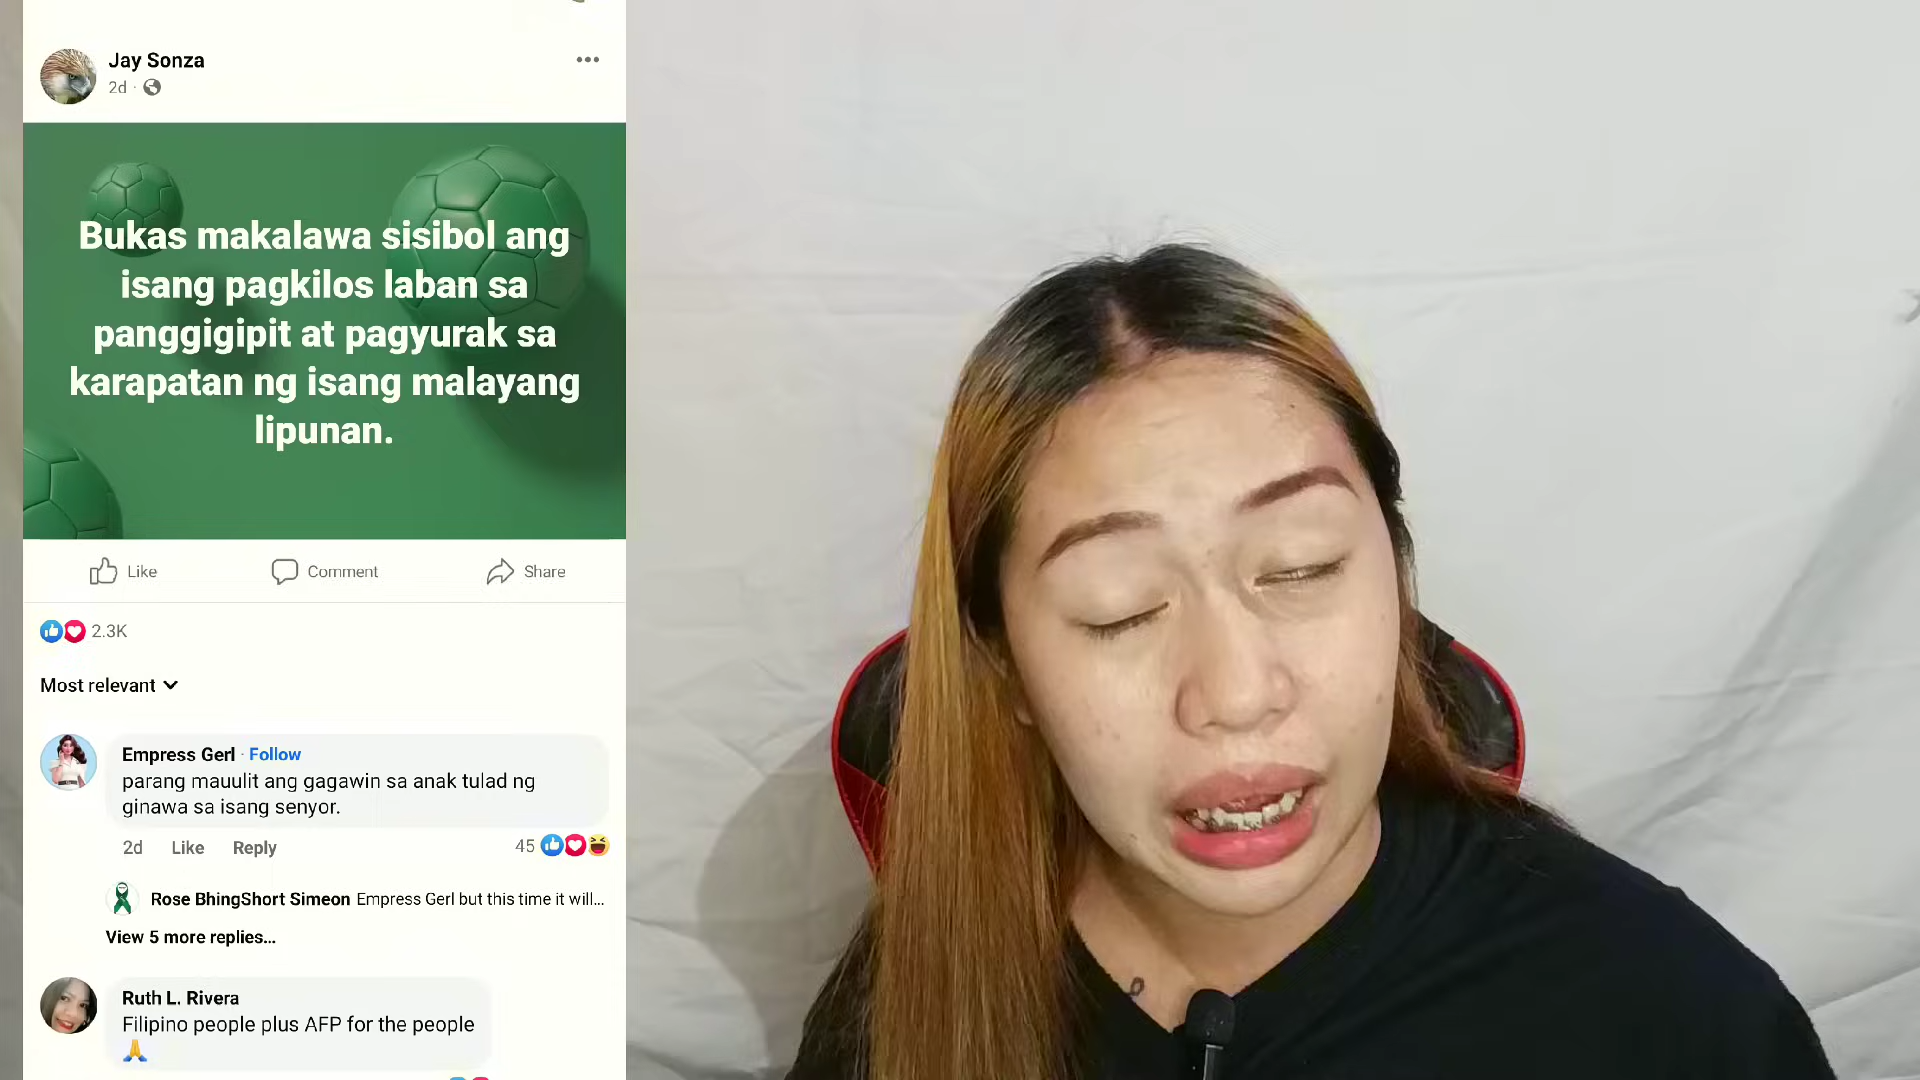 Jay Sonza
2d ·
Bukas makalawa sisibol ang
isang pagkilos laban sa
panggigipit at pagyurak sa
karapatan ng isang malayang
lipunan.
Like Comment Share
2.3K
Most relevant
Empress Gerl · Follow
parang mauulit ang gagawin sa anak tulad ng
ginawa sa isang senyor.
2d Like Reply 45
Rose BhingShort Simeon Empress Gerl but this time it will...
View 5 more replies...
Ruth L. Rivera
Filipino people plus AFP for the people
🙏